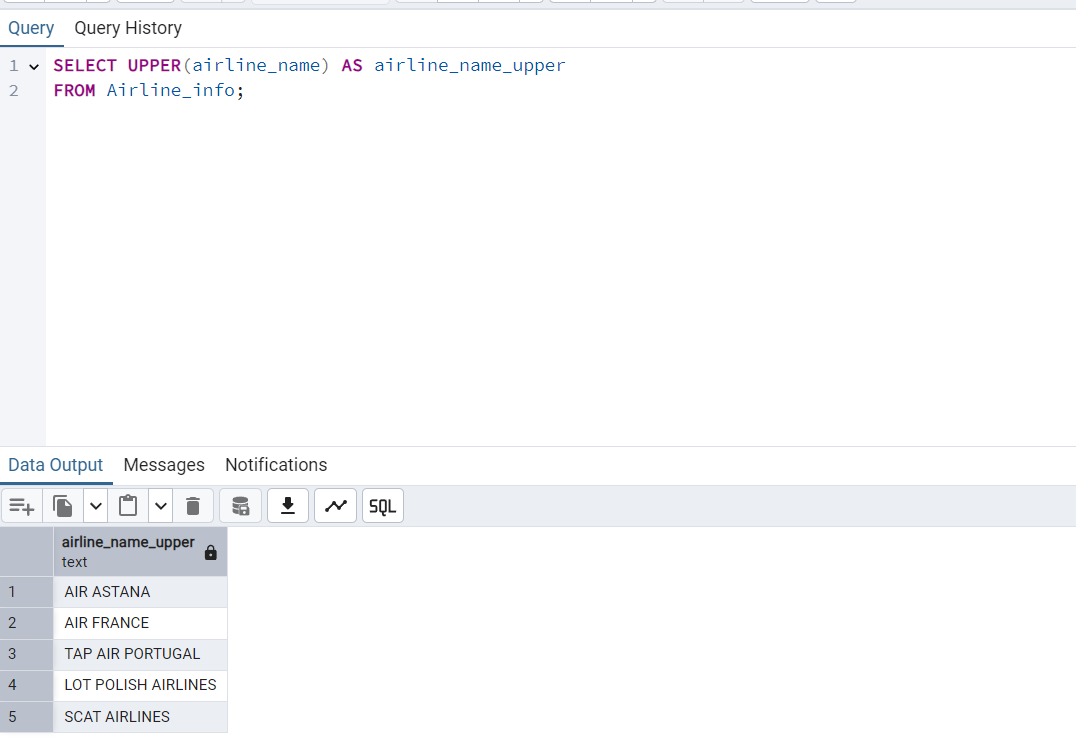 Query Query History
1 SELECT UPPER(airline_name) AS airline_name_upper
2 FROM Airline_info;
Data Output Messages Notifications
SQL
airline_name_upper
text
1 AIR ASTANA
2 AIR FRANCE
3 TAP AIR PORTUGAL
4 LOT POLISH AIRLINES
5 SCAT AIRLINES